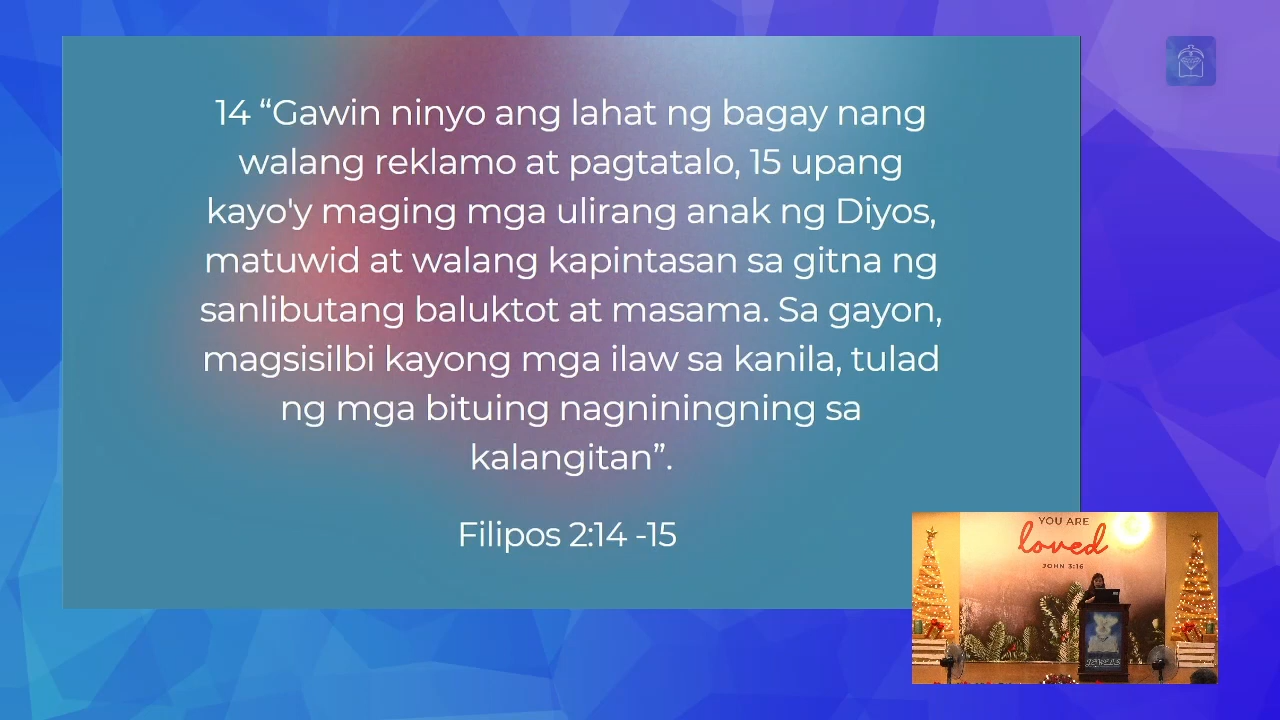 14 “Gawin ninyo ang lahat ng bagay nang
walang reklamo at pagtatalo, 15 upang
kayo'y maging mga ulirang anak ng Diyos,
matuwid at walang kapintasan sa gitna ng
sanlibutang baluktot at masama. Sa gayon,
magsisilbi kayong mga ilaw sa kanila, tulad
ng mga bituing nagniningning sa
kalangitan”.
Filipos 2:14 -15
YOU ARE
loved
JOHN 3:16
JEWELS